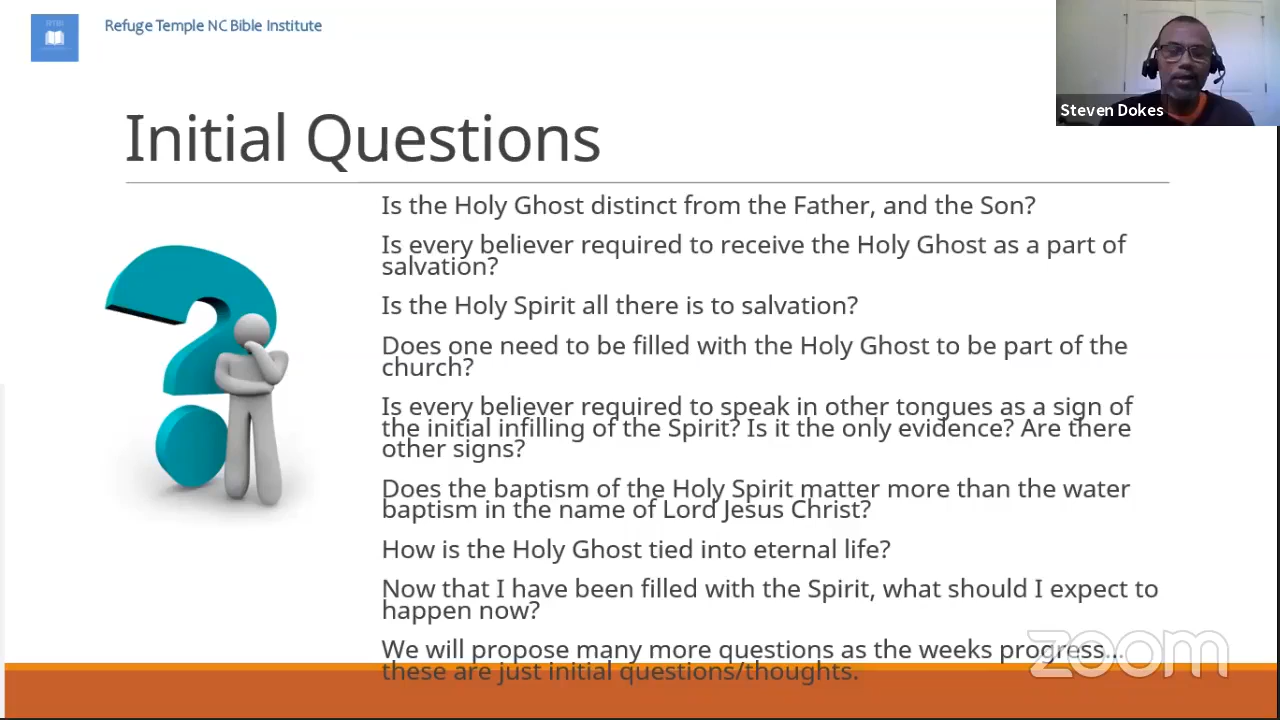 RTBI
Refuge Temple NC Bible Institute
Steven Dokes
Initial Questions
Is the Holy Ghost distinct from the Father, and the Son?
Is every believer required to receive the Holy Ghost as a part of
salvation?
Is the Holy Spirit all there is to salvation?
Does one need to be filled with the Holy Ghost to be part of the
church?
Is every believer required to speak in other tongues as a sign of
the initial infilling of the Spirit? Is it the only evidence? Are there
other signs?
Does the baptism of the Holy Spirit matter more than the water
baptism in the name of Lord Jesus Christ?
How is the Holy Ghost tied into eternal life?
Now that I have been filled with the Spirit, what should I expect to
happen now?
We will propose many more questions as the weeks progress...
these are just initial questions/thoughts.
zoom